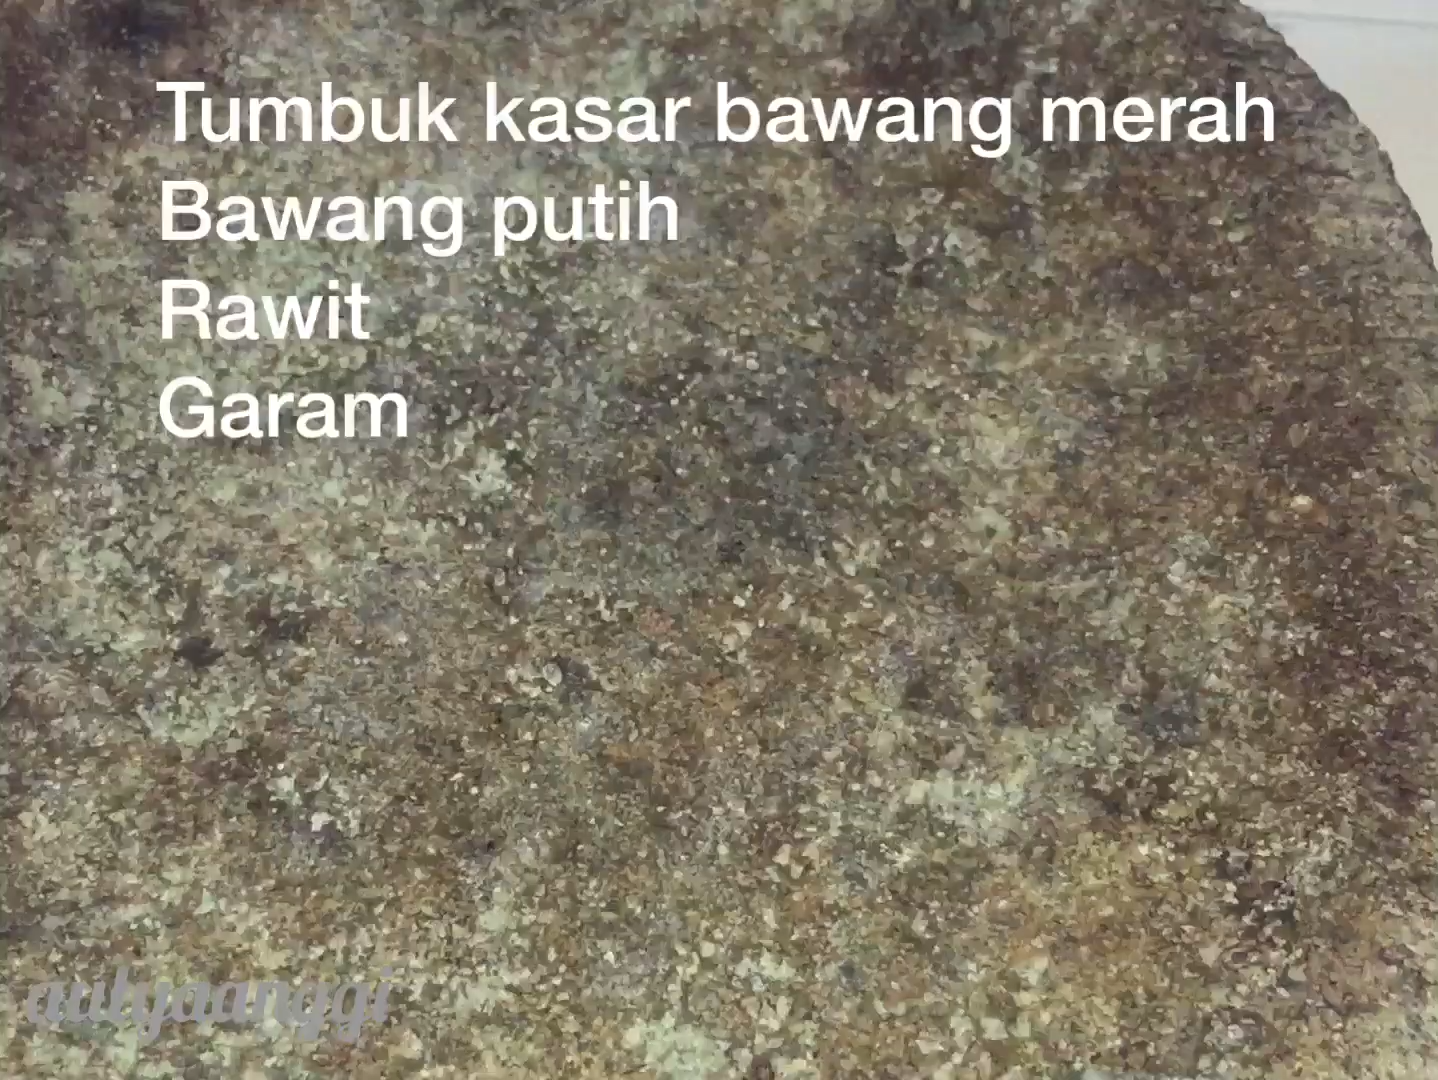 Tumbuk kasar bawang merah
Bawang putih
Rawit
Garam
aulyaanggi